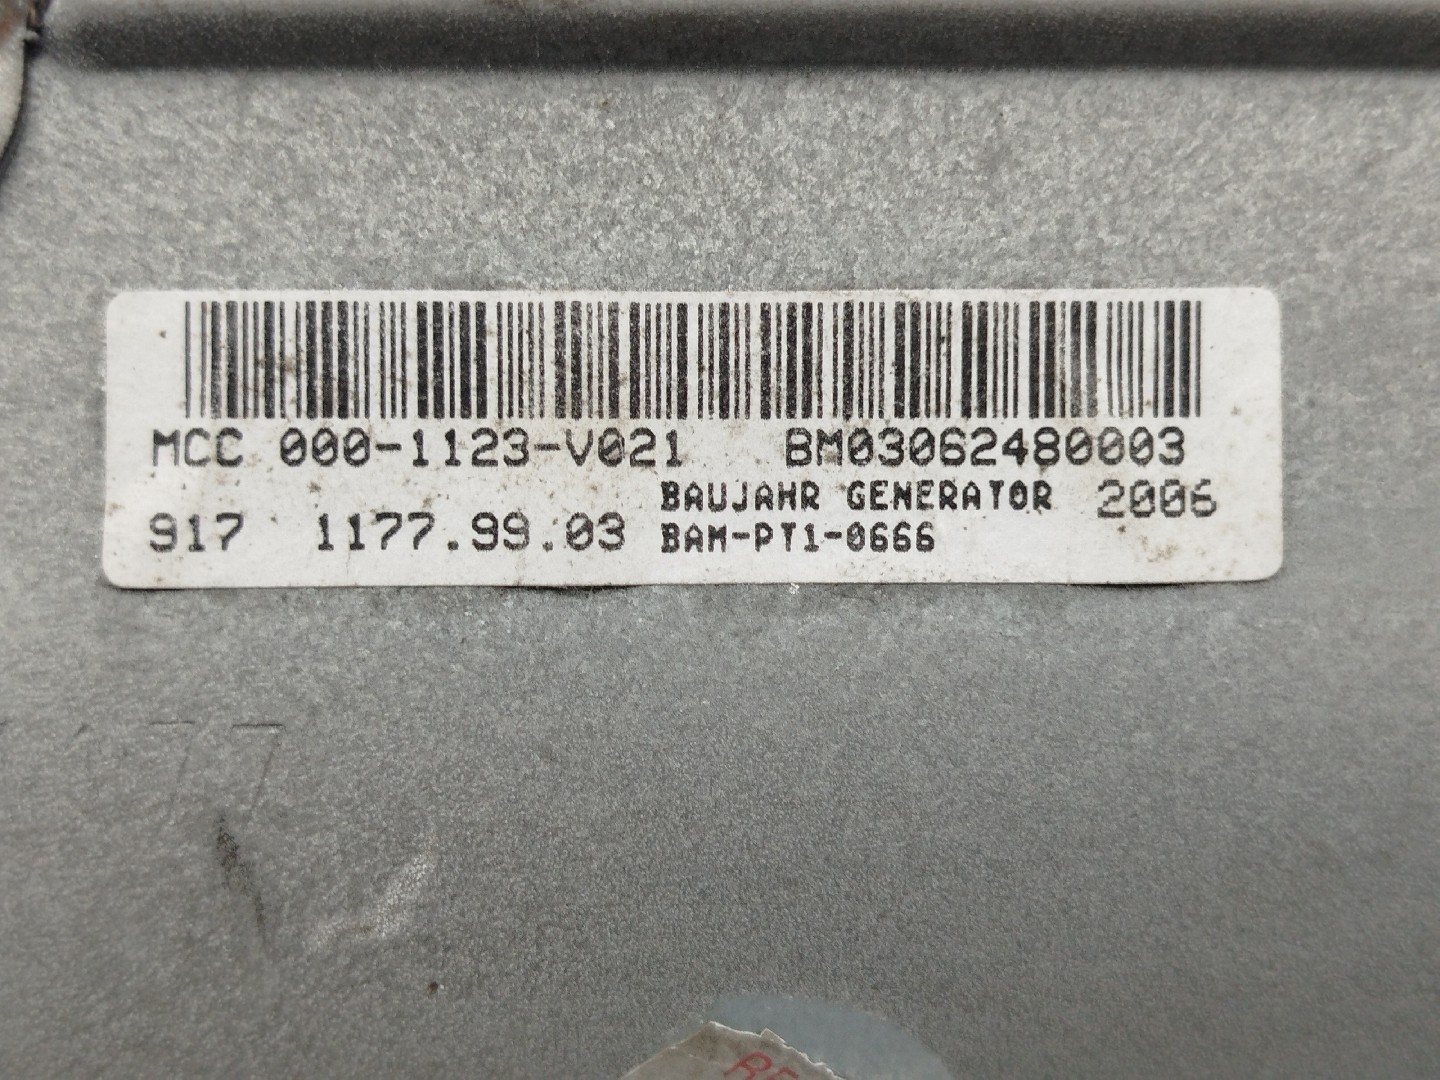 MCC 000-1123-V021 BM03062480003
BAUJAHR GENERATOR 2006
917 1177.99.03 BAM-PT1-0666